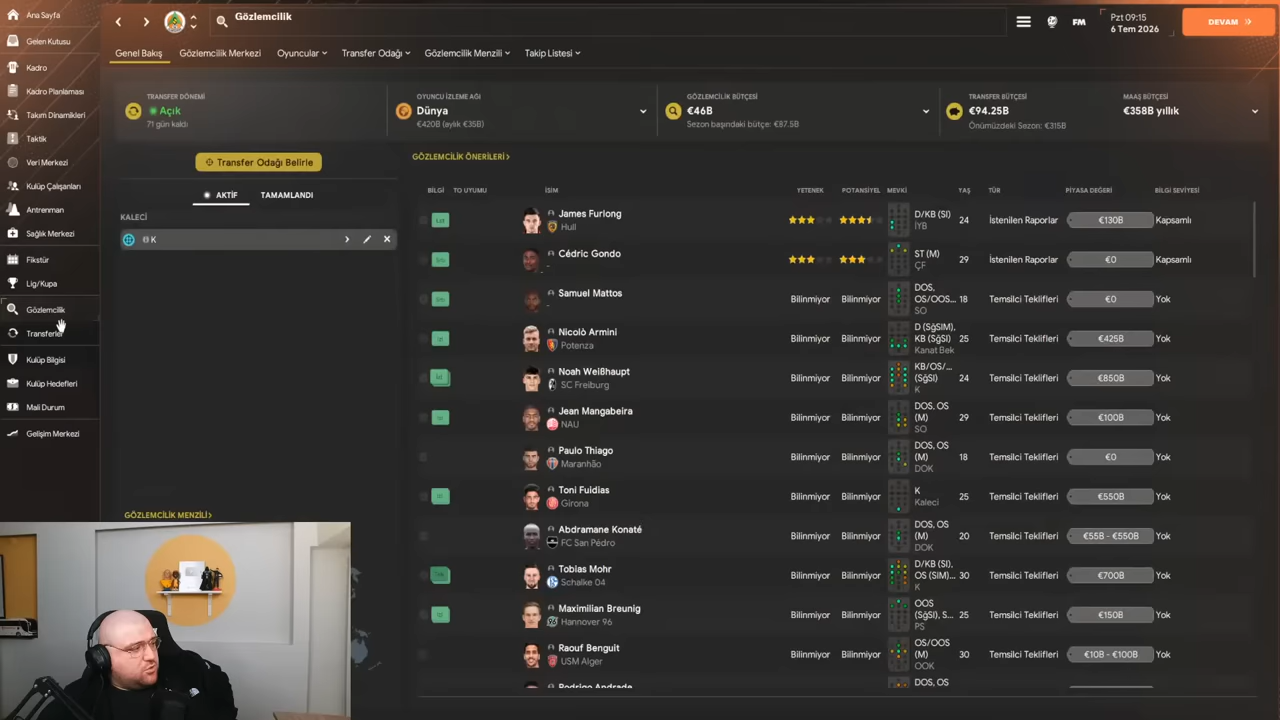 Ana Sayfa
Gelen Kutusu
Kadro
Kadro Planlaması
Takım Dinamikleri
Taktik
Veri Merkezi
Kulüp Çalışanları
Antrenman
Sağlık Merkezi
Fikstür
Lig/Kupa
Gözlemcilik
Transferler
Kulüp Bilgisi
Kulüp Hedefleri
Mali Durum
Gelişim Merkezi
Gözlemcilik
FM
Pzt 09:15
6 Tem 2026
DEVAM
Genel Bakış
Gözlemcilik Merkezi
Oyuncular
Transfer Odağı
Gözlemcilik Menzili
Takip Listesi
TRANSFER DÖNEMİ
Açık
71 gün kaldı
OYUNCU İZLEME AĞI
Dünya
€420B (aylık €35B)
GÖZLEMCİLİK BÜTÇESİ
€46B
Sezon başındaki bütçe: €87.5B
TRANSFER BÜTÇESİ
€94.25B
Önümüzdeki Sezon: €315B
MAAŞ BÜTÇESİ
€358B yıllık
Transfer Odağı Belirle
AKTİF
TAMAMLANDI
KALECİ
K
GÖZLEMCİLİK MENZİLİ
GÖZLEMCİLİK ÖNERİLERİ
BİLGİ TO UYUMU İSİM YETENEK POTANSİYEL MEVKİ YAŞ TÜR PİYASA DEĞERİ BİLGİ SEVİYESİ
James Furlong
Hull
D/KB (Sl)
İYB
24 İstenilen Raporlar €130B Kapsamlı
Cédric Gondo
-
ST (M)
ÇF
29 İstenilen Raporlar €0 Kapsamlı
Samuel Mattos
-
Bilinmiyor Bilinmiyor
DOS,
OS/OOS...
SO
18 Temsilci Teklifleri €0 Yok
Nicolò Armini
Potenza
Bilinmiyor Bilinmiyor
D (SğSlM),
KB (SğSl)
Kanat Bek
25 Temsilci Teklifleri €425B Yok
Noah Weißhaupt
SC Freiburg
Bilinmiyor Bilinmiyor
KB/OS/...
(SğSl)
K
24 Temsilci Teklifleri €850B Yok
Jean Mangabeira
NAU
Bilinmiyor Bilinmiyor
DOS, OS
(M)
SO
29 Temsilci Teklifleri €100B Yok
Paulo Thiago
Maranhão
Bilinmiyor Bilinmiyor
DOS, OS
(M)
DOK
18 Temsilci Teklifleri €0 Yok
Toni Fuidias
Girona
Bilinmiyor Bilinmiyor
K
Kaleci
25 Temsilci Teklifleri €550B Yok
Abdramane Konaté
FC San Pédro
Bilinmiyor Bilinmiyor
DOS, OS
(M)
DOK
20 Temsilci Teklifleri €55B - €550B Yok
Tobias Mohr
Schalke 04
Bilinmiyor Bilinmiyor
D/KB (Sl),
OS (SlM)...
K
30 Temsilci Teklifleri €700B Yok
Maximilian Breunig
Hannover 96
Bilinmiyor Bilinmiyor
OOS
(SğSl), S...
PS
25 Temsilci Teklifleri €150B Yok
Raouf Benguit
USM Alger
Bilinmiyor Bilinmiyor
OS/OOS
(M)
OOK
30 Temsilci Teklifleri €10B - €100B Yok
Rodrigo Andrade
DOS, OS